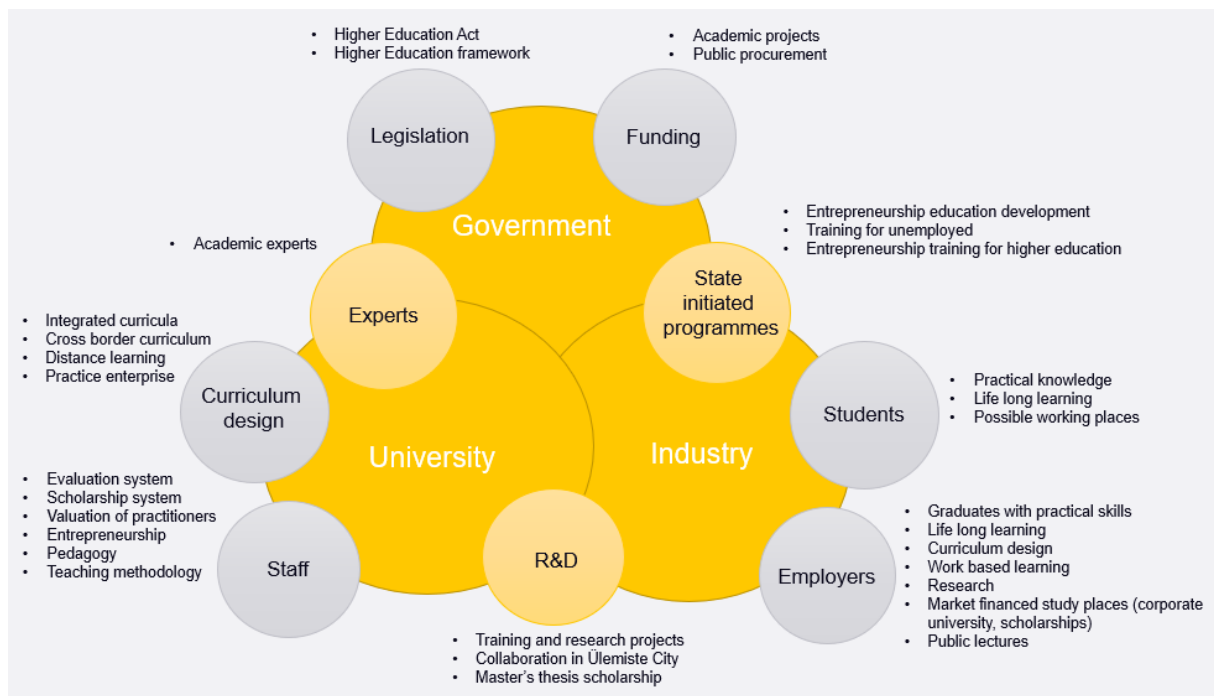 • Higher Education Act
• Higher Education framework
• Academic projects
• Public procurement
Legislation
Funding
Government
• Academic experts
• Entrepreneurship education development
• Training for unemployed
• Entrepreneurship training for higher education
Experts
State
initiated
programmes
• Integrated curricula
• Cross border curriculum
• Distance learning
• Practice enterprise
Curriculum
design
Students
• Practical knowledge
• Life long learning
• Possible working places
University
Industry
• Evaluation system
• Scholarship system
• Valuation of practitioners
• Entrepreneurship
• Pedagogy
• Teaching methodology
Staff
R&D
Employers
• Graduates with practical skills
• Life long learning
• Curriculum design
• Work based learning
• Research
• Market financed study places (corporate
university, scholarships)
• Public lectures
• Training and research projects
• Collaboration in Ülemiste City
• Master's thesis scholarship